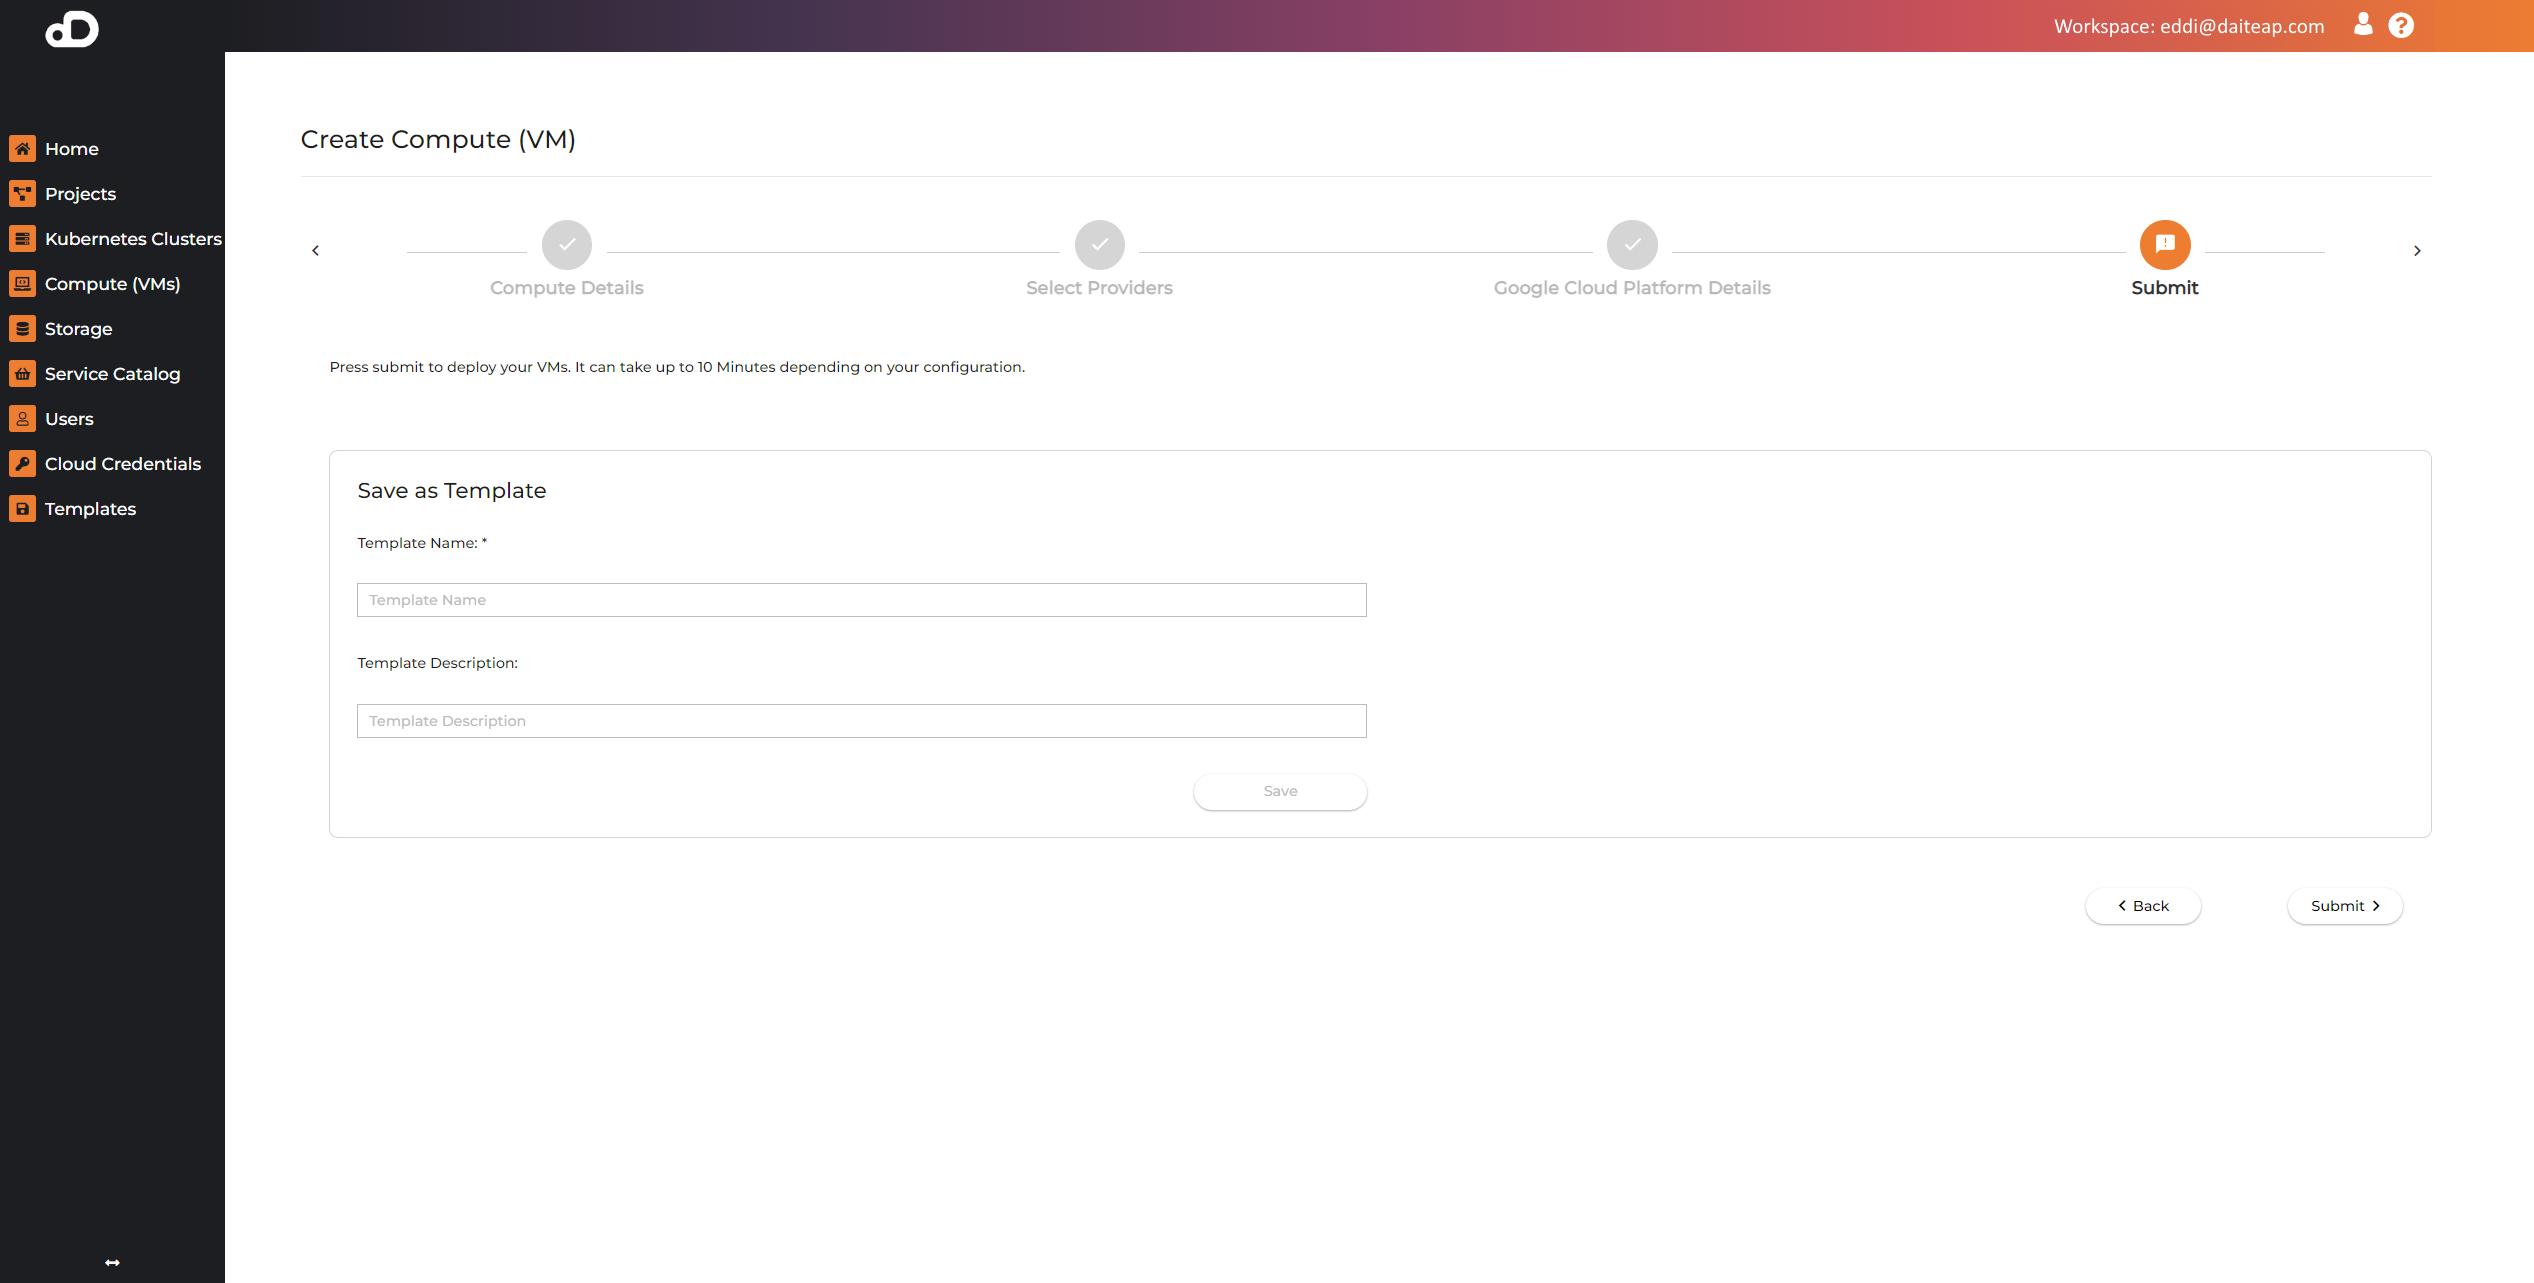 Workspace: eddi@daiteap.com
Home
Projects
Kubernetes Clusters
Compute (VMs)
Storage
Service Catalog
Users
Cloud Credentials
Templates
Create Compute (VM)
Compute Details
Select Providers
Google Cloud Platform Details
Submit
Press submit to deploy your VMs. It can take up to 10 Minutes depending on your configuration.
Save as Template
Template Name: *
Template Name
Template Description:
Template Description
Save
Back
Submit